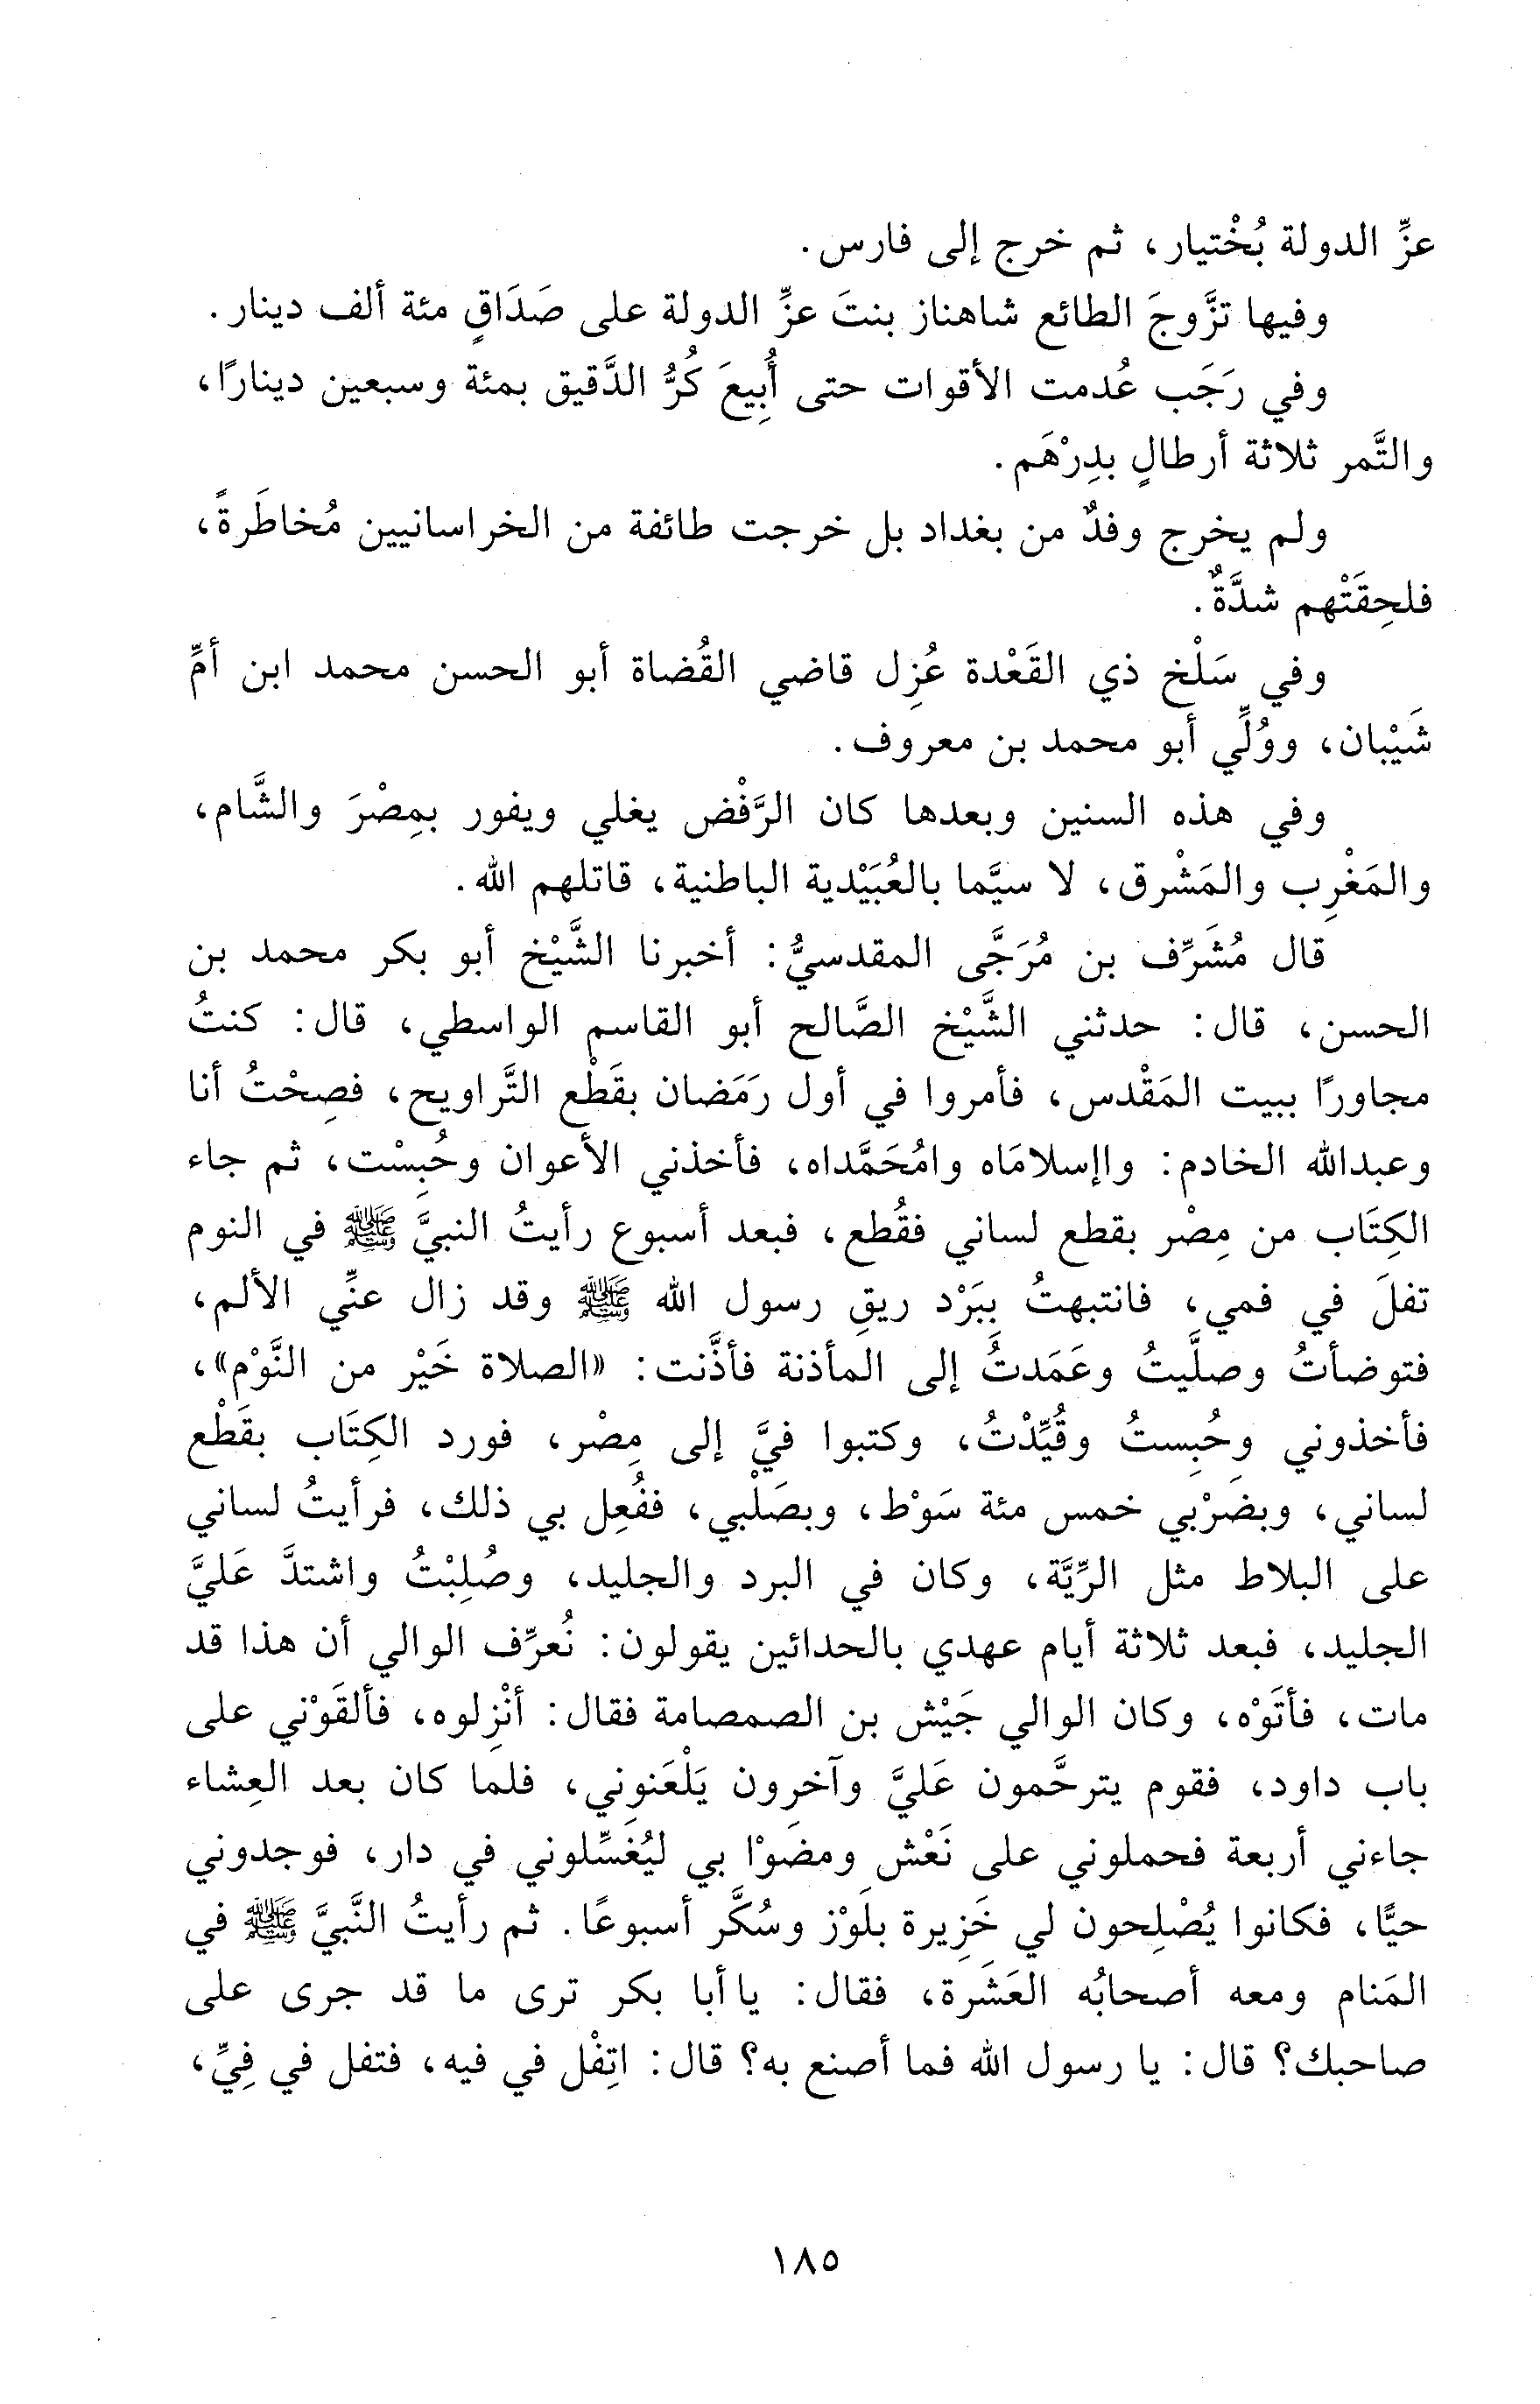 عزِّ الدولة بُخْتيار، ثم خرج إلى فارس.
وفيها تزَّوجَ الطائع شاهناز بنتَ عزِّ الدولة على صَدَاقٍ مئة ألف دينار.
وفي رَجَب عُدمت الأقوات حتى أُبِيعَ كُرُّ الدَّقيق بمئة وسبعين دينارًا،
والتَّمر ثلاثة أرطالٍ بدِرْهَم.
ولم يخرج وفدٌ من بغداد بل خرجت طائفة من الخراسانيين مُخاطَرةً،
فلحِقَتْهم شدَّةٌ.
وفي سَلْخ ذي القَعْدة عُزِل قاضي القُضاة أبو الحسن محمد ابن أمِّ
شَيْبان، ووُلِّي أبو محمد بن معروف.
وفي هذه السنين وبعدها كان الرَّفْض يغلي ويفور بمِصْرَ والشَّام،
والمَغْرِب والمَشْرق، لا سيَّما بالعُبَيْدية الباطنية، قاتلهم الله.
قال مُشَرِّف بن مُرَجَّى المقدسيُّ: أخبرنا الشَّيْخ أبو بكر محمد بن
الحسن، قال: حدثني الشَّيْخ الصَّالح أبو القاسم الواسطي، قال: كنتُ
مجاورًا ببيت المَقْدس، فأمروا في أول رَمَضان بقَطْع التَّراويح، فصِحْتُ أنا
وعبدالله الخادم: واإسلامَاه وامُحَمَّداه، فأخذني الأعوان وحُبِسْت، ثم جاء
الكِتَاب من مِصْر بقطع لساني فقُطع، فبعد أسبوع رأيتُ النبيَّ ﷺ في النوم
تفلَ في فمي، فانتبهتُ ببَرْد ريقِ رسول الله ﷺ وقد زال عنِّي الألم،
فتوضأتُ وصلَّيتُ وعَمَدتُ إلى المأذنة فأذَّنت: «الصلاة خَيْر من النَّوْم»،
فأخذوني وحُبِستُ وقُيِّدْتُ، وكتبوا فيَّ إلى مِصْر، فورد الكِتَاب بقَطْع
لساني، وبضَرْبي خمس مئة سَوْط، وبصَلْبي، ففُعِل بي ذلك، فرأيتُ لساني
على البلاط مثل الرِّيَّة، وكان في البرد والجليد، وصُلِبْتُ واشتدَّ عَليَّ
الجليد، فبعد ثلاثة أيام عهدي بالحدائين يقولون: نُعرِّف الوالي أن هذا قد
مات، فأتَوْه، وكان الوالي جَيْش بن الصمصامة فقال: أنْزِلوه، فألقَوْني على
باب داود، فقوم يترحَّمون عَليَّ وآخرون يَلْعَنوني، فلما كان بعد العِشاء
جاءني أربعة فحملوني على نَعْش ومضَوْا بي ليُغَسِّلوني في دار، فوجدوني
حيًّا، فكانوا يُصْلِحون لي خَزِيرة بلَوْز وسُكَّر أسبوعًا. ثم رأيتُ النَّبيَّ ﷺ في
المَنام ومعه أصحابُه العَشَرة، فقال: يا أبا بكر ترى ما قد جرى على
صاحبك؟ قال: يا رسول الله فما أصنع به؟ قال: اتِفْل في فيه، فتفل في فِيِّ،
١٨٥